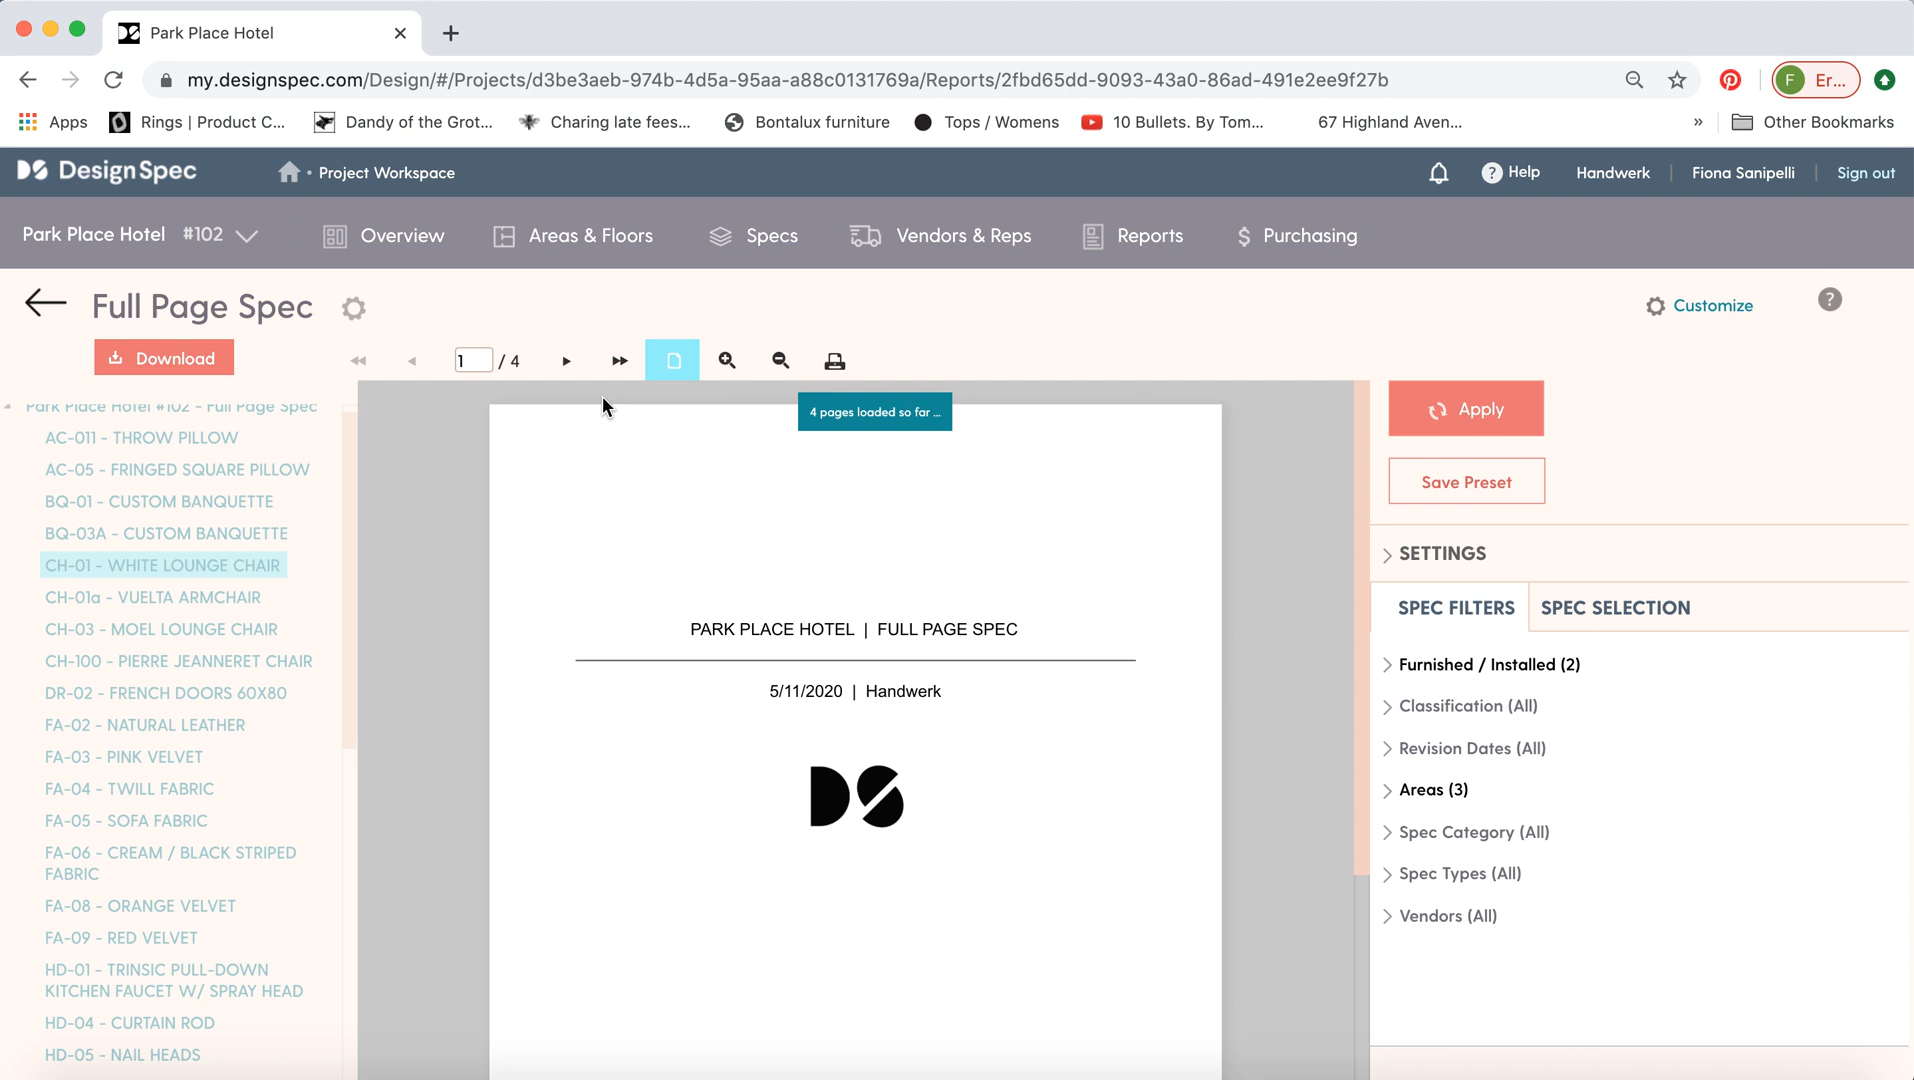 Park Place Hotel
my.designspec.com/Design/#/Projects/d3be3aeb-974b-4d5a-95aa-a88c0131769a/Reports/2fbd65dd-9093-43a0-86ad-491e2ee9f27b
F Er...
Apps Rings | Product C... Dandy of the Grot... Charing late fees... Bontalux furniture Tops / Womens 10 Bullets. By Tom... 67 Highland Aven... » Other Bookmarks
DS Design Spec • Project Workspace ? Help Handwerk | Fiona Sanipelli | Sign out
Park Place Hotel #102 Overview Areas & Floors Specs Vendors & Reps Reports $ Purchasing
Full Page Spec Customize ?
Download 1 / 4
4 pages loaded so far ...
Park Place Hotel #102 - Full Page Spec
AC-011 - THROW PILLOW
AC-05 - FRINGED SQUARE PILLOW
BQ-01 - CUSTOM BANQUETTE
BQ-03A - CUSTOM BANQUETTE
CH-01 - WHITE LOUNGE CHAIR
CH-01a - VUELTA ARMCHAIR
CH-03 - MOEL LOUNGE CHAIR
CH-100 - PIERRE JEANNERET CHAIR
DR-02 - FRENCH DOORS 60X80
FA-02 - NATURAL LEATHER
FA-03 - PINK VELVET
FA-04 - TWILL FABRIC
FA-05 - SOFA FABRIC
FA-06 - CREAM / BLACK STRIPED
FABRIC
FA-08 - ORANGE VELVET
FA-09 - RED VELVET
HD-01 - TRINSIC PULL-DOWN
KITCHEN FAUCET W/ SPRAY HEAD
HD-04 - CURTAIN ROD
HD-05 - NAIL HEADS
PARK PLACE HOTEL | FULL PAGE SPEC
5/11/2020 | Handwerk
DS
Apply
Save Preset
SETTINGS
SPEC FILTERS SPEC SELECTION
Furnished / Installed (2)
Classification (All)
Revision Dates (All)
Areas (3)
Spec Category (All)
Spec Types (All)
Vendors (All)